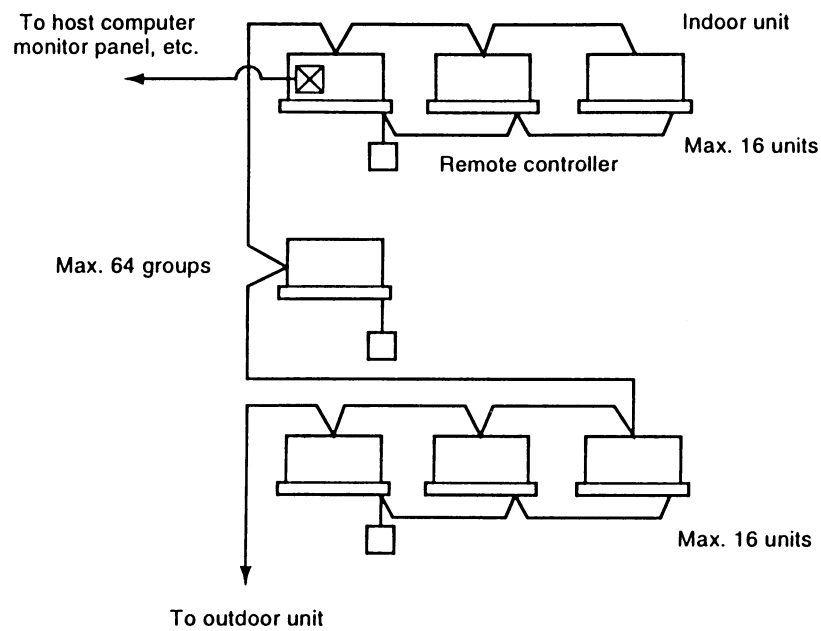 To host computer
monitor panel, etc.
Indoor unit
Max. 16 units
Remote controller
Max. 64 groups
Max. 16 units
To outdoor unit